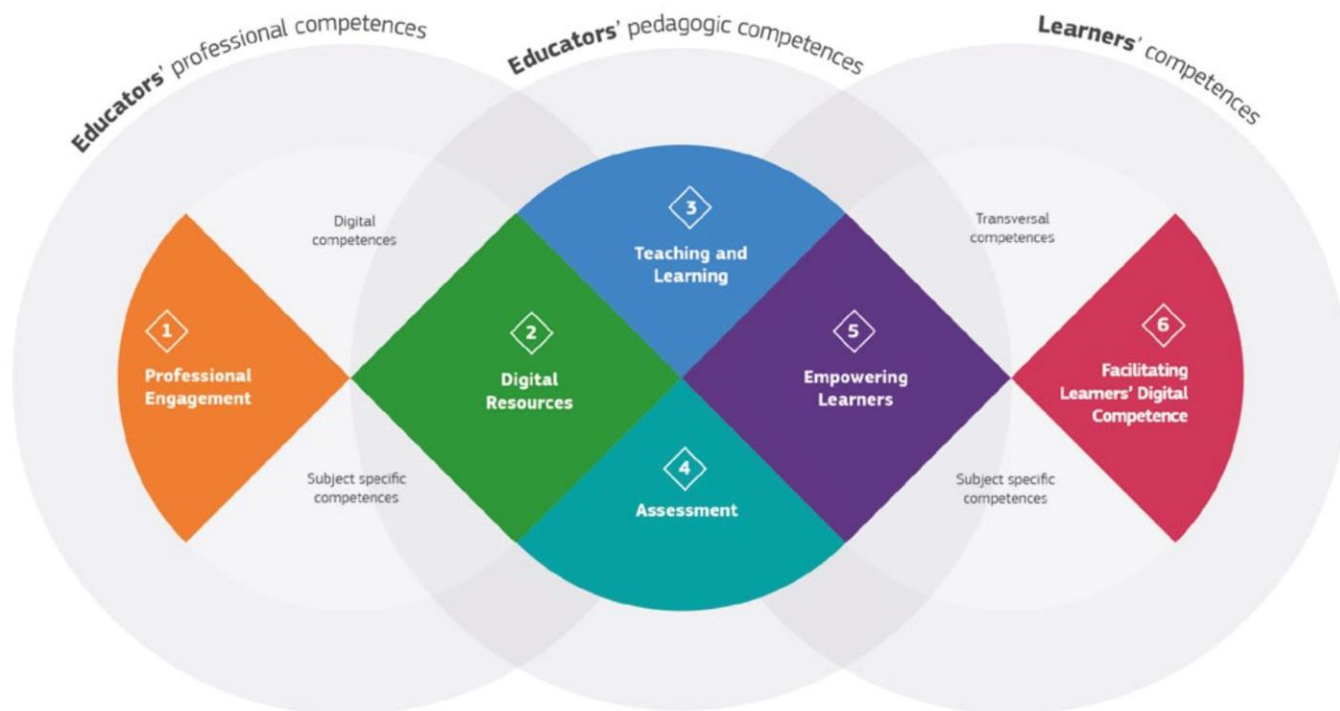 Educators' professional competences
Educators' pedagogic competences
Learners' competences
Digital
competences
Subject specific
competences
1
Professional
Engagement
2
Digital
Resources
3
Teaching and
Learning
4
Assessment
5
Empowering
Learners
Transversal
competences
Subject specific
competences
6
Facilitating
Learners' Digital
Competence